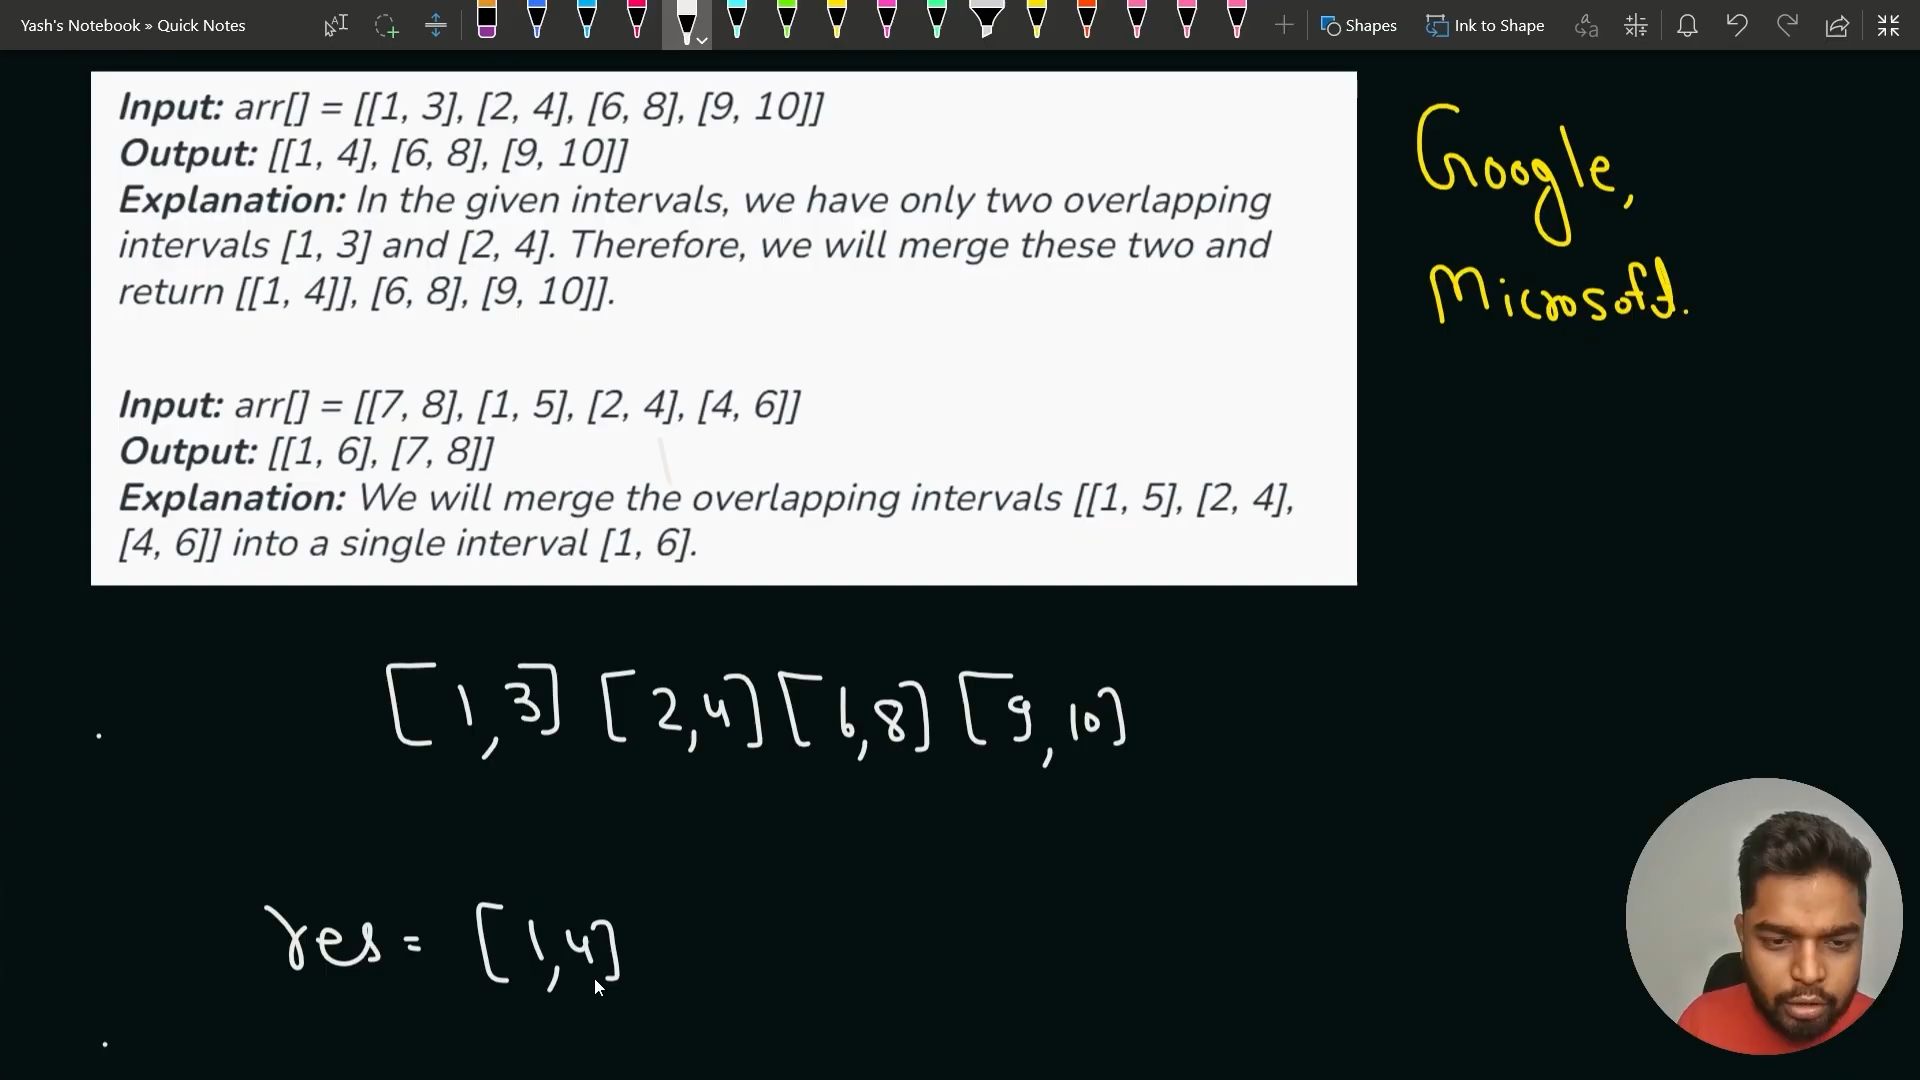 Yash's Notebook » Quick Notes
Shapes
Ink to Shape
Input: arr[] = [[1, 3], [2, 4], [6, 8], [9, 10]]
Output: [[1, 4], [6, 8], [9, 10]]
Explanation: In the given intervals, we have only two overlapping
intervals [1, 3] and [2, 4]. Therefore, we will merge these two and
return [[1, 4]], [6, 8], [9, 10]].
Input: arr[] = [[7, 8], [1, 5], [2, 4], [4, 6]]
Output: [[1, 6], [7, 8]]
Explanation: We will merge the overlapping intervals [[1, 5], [2, 4],
[4, 6]] into a single interval [1, 6].
Google,
Microsoft.
[1,3] [2,4] [6,8] [9,10]
res = [1,4]